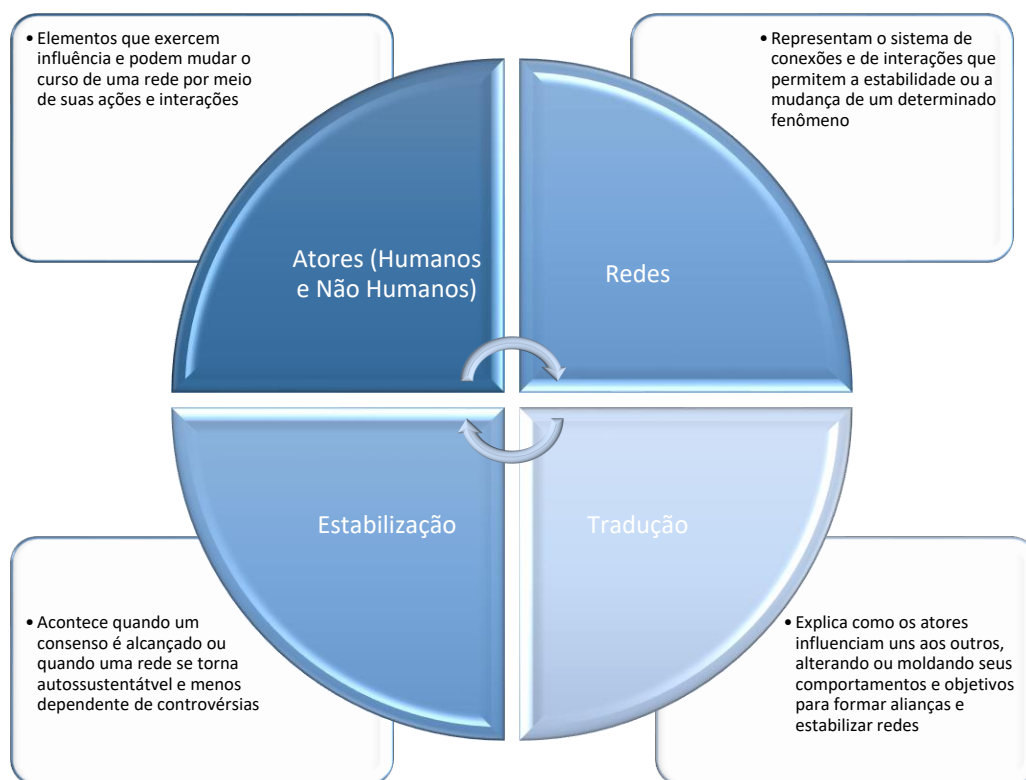 • Elementos que exercem
influência e podem mudar o
curso de uma rede por meio
de suas ações e interações
• Representam o sistema de
conexões e de interações que
permitem a estabilidade ou a
mudança de um determinado
fenômeno
Atores (Humanos
e Não Humanos)
Redes
Estabilização
Tradução
• Acontece quando um
consenso é alcançado ou
quando uma rede se torna
autossustentátvel e menos
dependente de controvérsias
• Explica como os atores
influenciam uns aos outros,
alterando ou moldando seus
comportamentos e objetivos
para formar alianças e
estabilizar redes